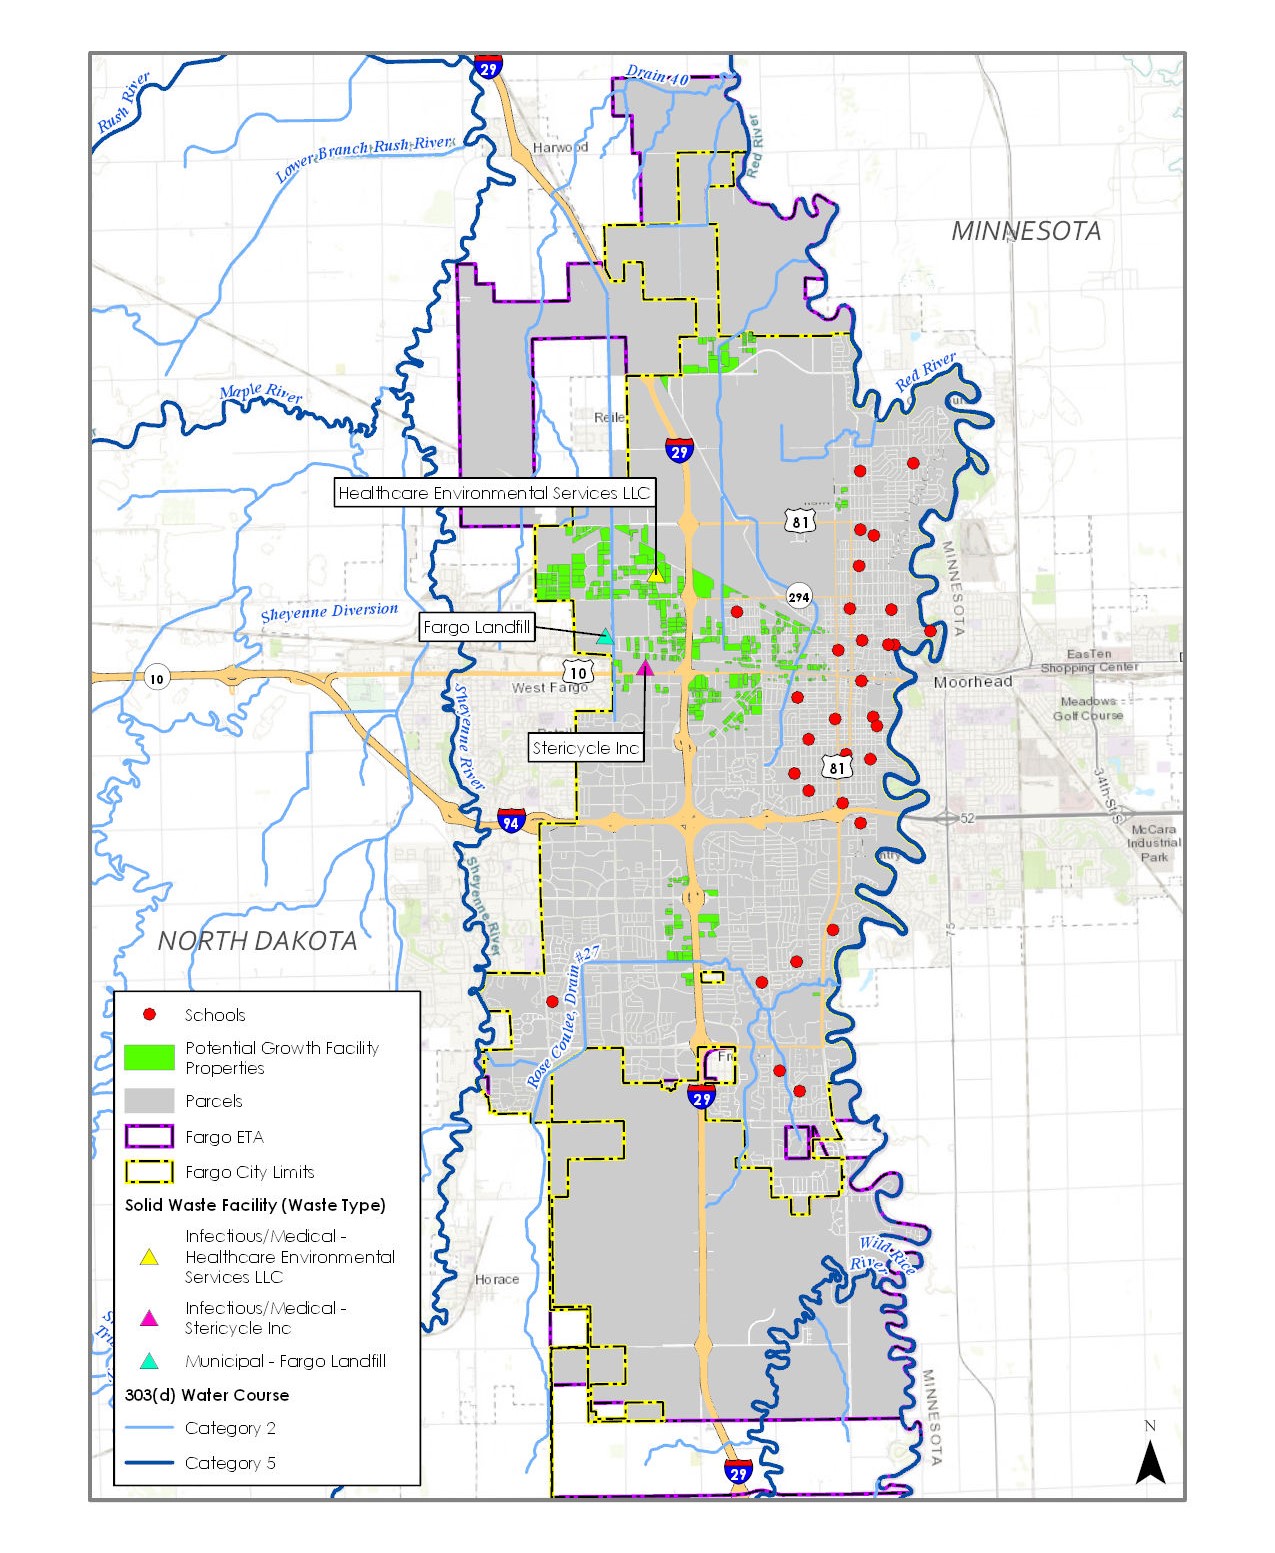 29
Drain 40
Rush River
Lower Branch Rush River
Harwood
Red River
MINNESOTA
75
Maple River
Red River
Reile
29
Healthcare Environmental Services LLC
81
MINNESOTA
294
Sheyenne Diversion
Fargo Landfill
10
10
West Fargo
EasTen
Shopping Center
Moorhead
Meadows
Golf Course
Sheyenne River
Stericycle Inc
81
34th St S
94
52
McCara
Industrial
Park
Sheyenne River
75
NORTH DAKOTA
Rose Coulee, Drain #27
Fr
29
Wild Rice
River
Horace
MINNESOTA
29
N
Schools
Potential Growth Facility
Properties
Parcels
Fargo ETA
Fargo City Limits
Solid Waste Facility (Waste Type)
Infectious/Medical -
Healthcare Environmental
Services LLC
Infectious/Medical -
Stericycle Inc
Municipal - Fargo Landfill
303(d) Water Course
Category 2
Category 5